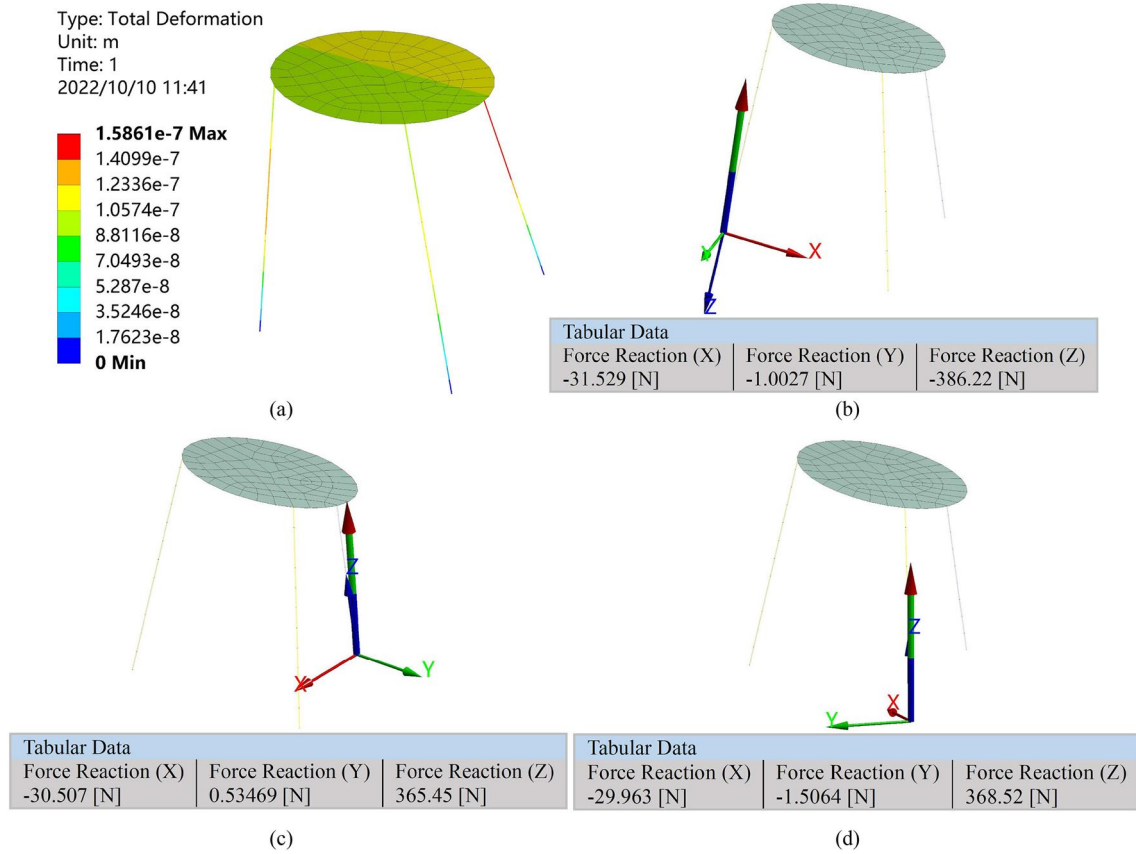 Type: Total Deformation
Unit: m
Time: 1
2022/10/10 11:41
1.5861e-7 Max
1.4099e-7
1.2336e-7
1.0574e-7
8.8116e-8
7.0493e-8
5.287e-8
3.5246e-8
1.7623e-8
0 Min
(a)
Y
X
Z
Tabular Data
Force Reaction (X) Force Reaction (Y) Force Reaction (Z)
-31.529 [N] -1.0027 [N] -386.22 [N]
(b)
Z
X
Y
Tabular Data
Force Reaction (X) Force Reaction (Y) Force Reaction (Z)
-30.507 [N] 0.53469 [N] 365.45 [N]
(c)
Z
X
Y
Tabular Data
Force Reaction (X) Force Reaction (Y) Force Reaction (Z)
-29.963 [N] -1.5064 [N] 368.52 [N]
(d)